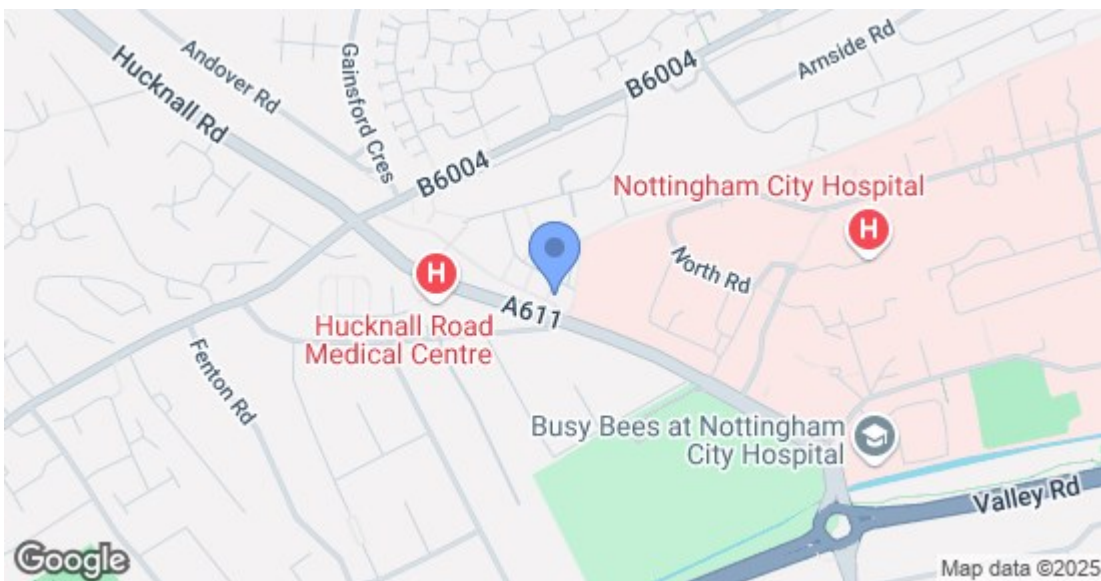 Andover Rd
Hucknall Rd
Gainsford Cres
B6004
Arnside Rd
B6004
Nottingham City Hospital
H
North Rd
H
A611
Hucknall Road
Medical Centre
Fenton Rd
Busy Bees at Nottingham
City Hospital
Valley Rd
Google
Map data ©2025